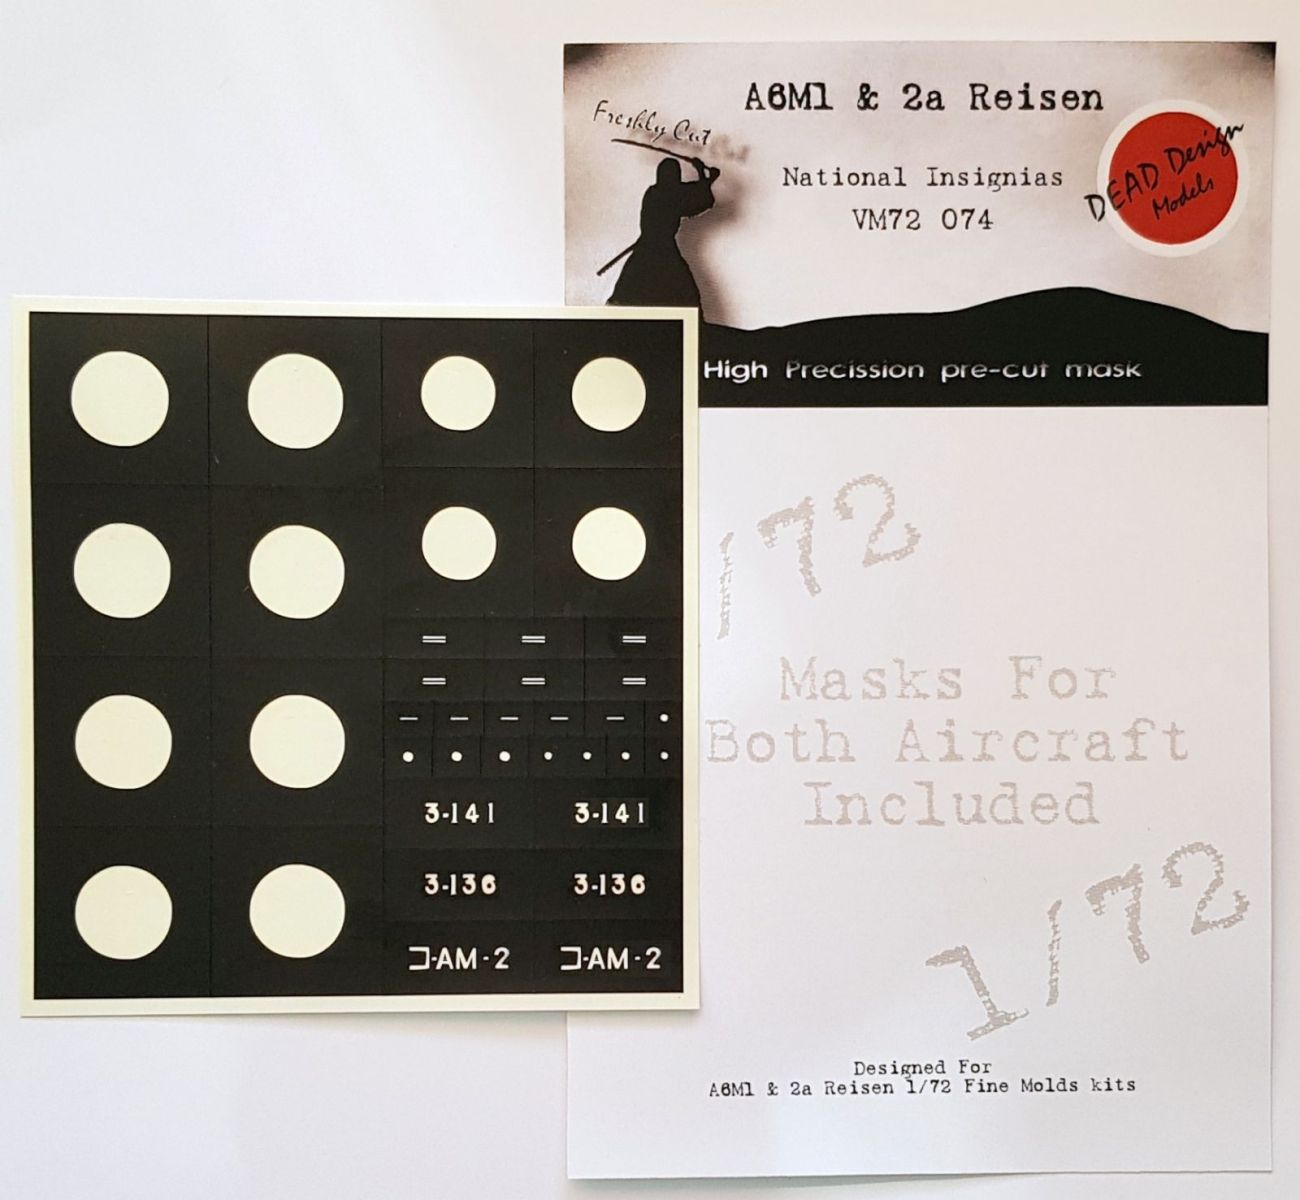 A6M1 & 2a Reisen
Freshly Cut
DEAD Design
Models
National Insignias
VM72 074
High Precission pre-cut mask
1/72
Masks For
Both Aircraft
Included
1/72
3-141 3-141
3-136 3-136
コ-AM-2 コ-AM-2
Designed For
A6M1 & 2a Reisen 1/72 Fine Molds kits